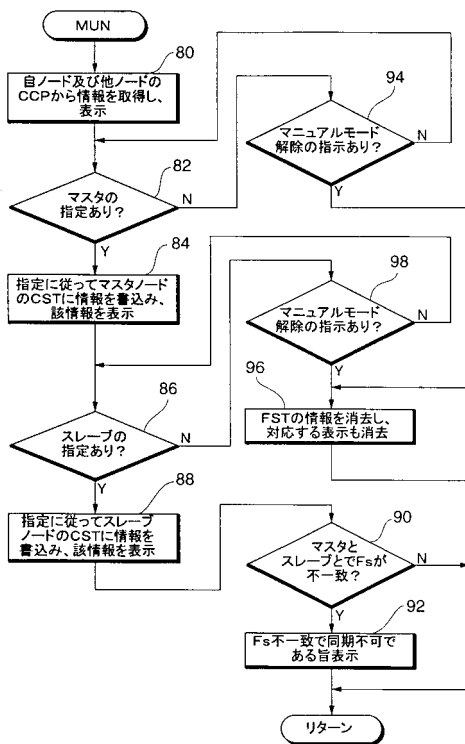 MUN
80
自ノード及び他ノードの
CCPから情報を取得し、
表示
82
マスタの
指定あり?
N
Y
94
マニュアルモード
解除の指示あり?
N
Y
84
指定に従ってマスタノード
のCSTに情報を書込み、
該情報を表示
98
マニュアルモード
解除の指示あり?
N
Y
96
FSTの情報を消去し、
対応する表示も消去
86
スレーブの
指定あり?
N
Y
88
指定に従ってスレーブ
ノードのCSTに情報を
書込み、該情報を表示
90
マスタと
スレーブとでFsが
不一致?
N
Y
92
Fs不一致で同期不可で
ある旨表示
リターン